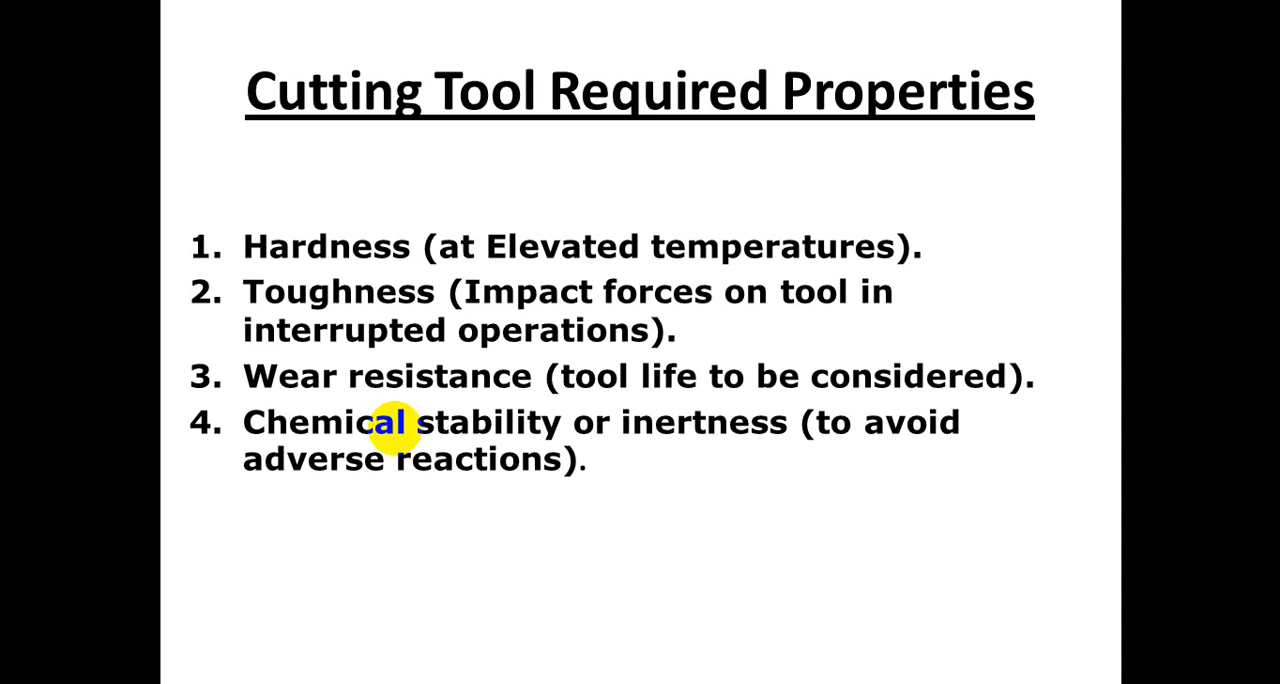 Cutting Tool Required Properties
1. Hardness (at Elevated temperatures).
2. Toughness (Impact forces on tool in
interrupted operations).
3. Wear resistance (tool life to be considered).
4. Chemical stability or inertness (to avoid
adverse reactions).